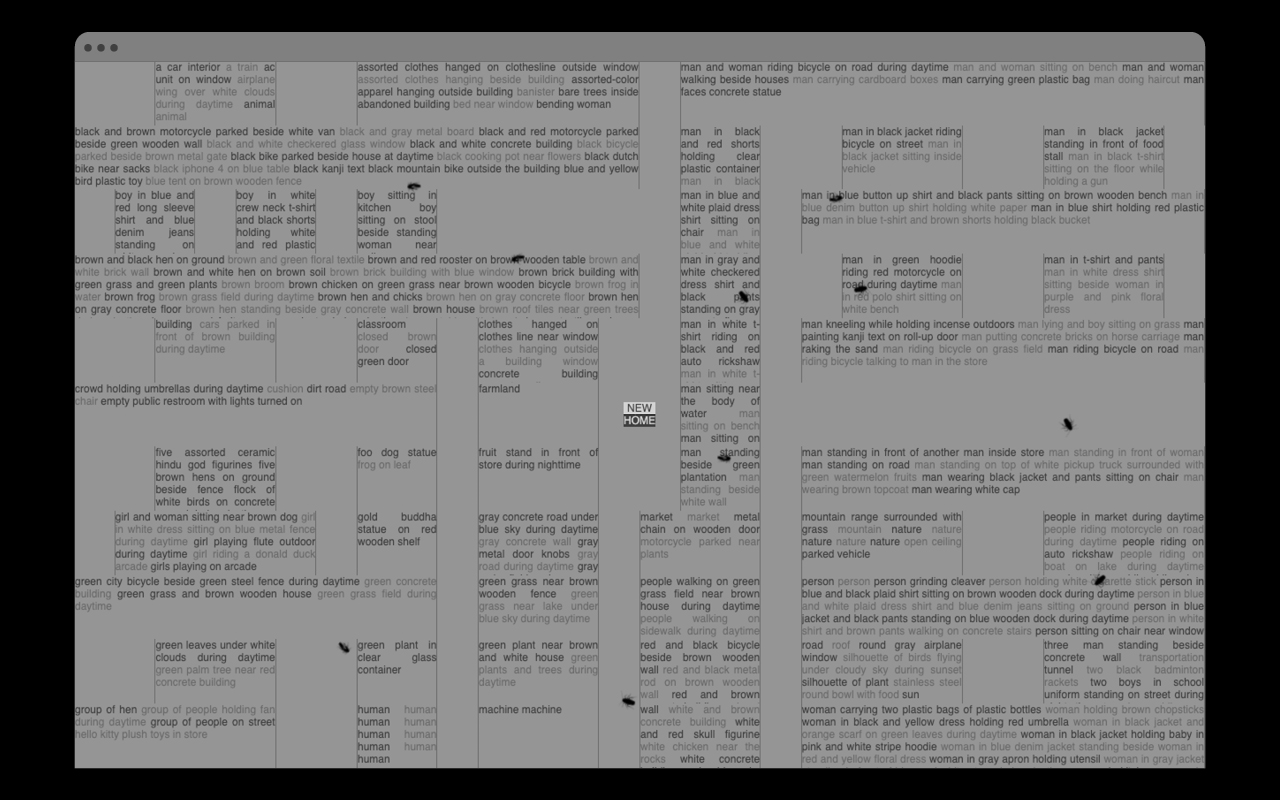 a car interior a train ac
unit on window airplane
wing over white clouds
during daytime animal
animal
assorted clothes hanged on clothesline outside window
assorted clothes hanging beside building assorted-color
apparel hanging outside building banister bare trees inside
abandoned building bed near window bending woman
man and woman riding bicycle on road during daytime man and woman sitting on bench man and woman
walking beside houses man carrying cardboard boxes man carrying green plastic bag man doing haircut man
faces concrete statue
black and brown motorcycle parked beside white van black and gray metal board black and red motorcycle parked
beside green wooden wall black and white checkered glass window black and white concrete building black bicycle
parked beside brown metal gate black bike parked beside house at daytime black cooking pot near flowers black dutch
bike near sacks black iphone 4 on blue table black kanji text black mountain bike outside the building blue and yellow
bird plastic toy blue tent on brown wooden fence
man in black
and red shorts
holding clear
plastic container
man in black
man in black jacket riding
bicycle on street man in
black jacket sitting inside
vehicle
man in black jacket
standing in front of food
stall man in black t-shirt
sitting on the floor while
holding a gun
boy in blue and
red long sleeve
shirt and blue
denim jeans
standing on
boy in white
crew neck t-shirt
and black shorts
holding white
and red plastic
boy sitting in
kitchen boy
sitting on stool
beside standing
woman near
man in blue and
white plaid dress
shirt sitting on
chair man in
blue and white
man in blue button up shirt and black pants sitting on brown wooden bench man in
blue denim button up shirt holding white paper man in blue shirt holding red plastic
bag man in blue t-shirt and brown shorts holding black bucket
brown and black hen on ground brown and green floral textile brown and red rooster on brown wooden table brown and
white brick wall brown and white hen on brown soil brown brick building with blue window brown brick building with
green grass and green plants brown broom brown chicken on green grass near brown wooden bicycle brown frog in
water brown frog brown grass field during daytime brown hen and chicks brown hen on gray concrete floor brown hen
on gray concrete floor brown hen standing beside gray concrete floor brown house brown roof tiles near green trees
man in gray and
white checkered
dress shirt and
black pants
standing on gray
man in green hoodie
riding red motorcycle on
road during daytime man
in red polo shirt sitting on
white bench
man in t-shirt and pants
man in white dress shirt
sitting beside woman in
purple and pink floral
dress
building cars parked in
front of brown building
during daytime
classroom
closed brown
door closed
green door
clothes hanged on
clothes line near window
clothes hanging outside
a building window
concrete building
man in white t-
shirt riding on
black and red
auto rickshaw
man in white t-
man kneeling while holding incense outdoors man lying and boy sitting on grass man
painting kanji text on roll-up door man putting concrete bricks on horse carriage man
raking the sand man riding bicycle on grass field man riding bicycle on road man
riding bicycle talking to man in the store
crowd holding umbrellas during daytime cushion dirt road empty brown steel
chair empty public restroom with lights turned on
farmland
NEW
HOME
man sitting near
the body of
water man
sitting on bench
man sitting on
five assorted ceramic
hindu god figurines five
brown hens on ground
beside fence flock of
white birds on concrete
foo dog statue
frog on leaf
fruit stand in front of
store during nighttime
man standing
beside green
plantation man
standing beside
white wall
man standing in front of another man inside store man standing in front of woman
man standing on road man standing on top of white pickup truck surrounded with
green watermelon fruits man wearing black jacket and pants sitting on chair man
wearing brown topcoat man wearing white cap
girl and woman sitting near brown dog girl
in white dress sitting on blue metal fence
during daytime girl playing flute outdoor
during daytime girl riding a donald duck
arcade girls playing on arcade
gold buddha
statue on red
wooden shelf
gray concrete road under
blue sky during daytime
gray concrete wall gray
metal door knobs gray
road during daytime gray
market market metal
chain on wooden door
motorcycle parked near
plants
mountain range surrounded with
grass mountain nature nature
nature nature open ceiling
parked vehicle
people in market during daytime
people riding motorcycle on road
during daytime people riding on
auto rickshaw people riding on
boat on lake during daytime
green city bicycle beside green steel fence during daytime green concrete
building green grass and brown wooden house green grass field during
daytime
green grass near brown
wooden fence green
grass near lake under
blue sky during daytime
people walking on green
grass field near brown
house during daytime
people walking on
sidewalk during daytime
person person person grinding cleaver person holding white cigarette stick person in
blue and black plaid shirt sitting on brown wooden dock during daytime person in blue
and white plaid dress shirt and blue denim jeans sitting on ground person in blue
jacket and black pants standing on blue wooden dock during daytime person in white
shirt and brown pants walking on concrete stairs person sitting on chair near window
green leaves under white
clouds during daytime
green palm tree near red
concrete building
green plant in
clear glass
container
green plant near brown
and white house green
plants and trees during
daytime
red and black bicycle
beside brown wooden
wall red and black metal
rod on brown wooden
wall red and brown
road roof round gray airplane
window silhouette of birds flying
under cloudy sky during sunset
silhouette of plant stainless steel
round bowl with food sun
three man standing beside
concrete wall transportation
tunnel two black badminton
rackets two boys in school
uniform standing on street during
group of hen group of people holding fan
during daytime group of people on street
hello kitty plush toys in store
human human
human human
human human
human human
human
machine machine
wall white and brown
concrete building white
and red skull figurine
white chicken near the
rocks white concrete
woman carrying two plastic bags of plastic bottles woman holding brown chopsticks
woman in black and yellow dress holding red umbrella woman in black jacket and
orange scarf on green leaves during daytime woman in black jacket holding baby in
pink and white stripe hoodie woman in blue denim jacket standing beside woman in
red and yellow floral dress woman in gray apron holding utensil woman in gray jacket